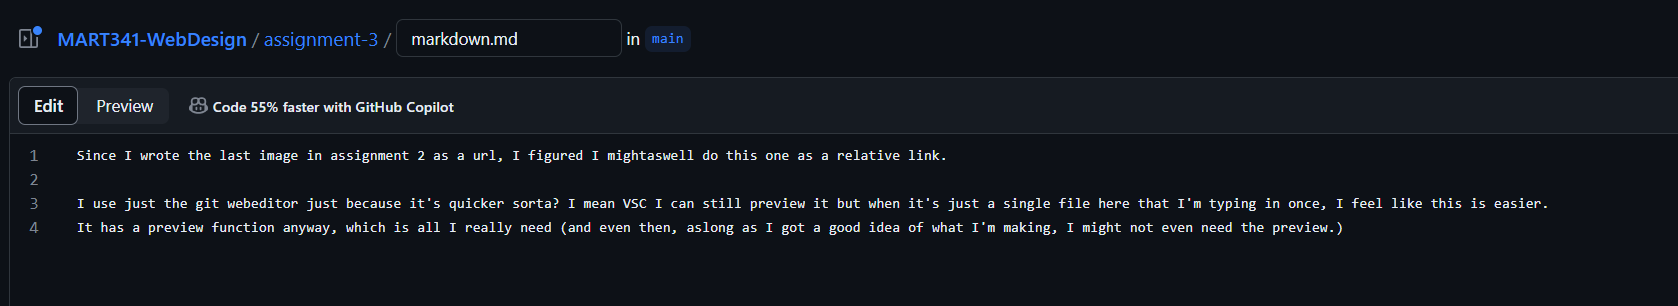 MART341-WebDesign / assignment-3 / markdown.md in main
Edit Preview Code 55% faster with GitHub Copilot
1 Since I wrote the last image in assignment 2 as a url, I figured I mightaswell do this one as a relative link.
2
3 I use just the git webeditor just because it's quicker sorta? I mean VSC I can still preview it but when it's just a single file here that I'm typing in once, I feel like this is easier.
4 It has a preview function anyway, which is all I really need (and even then, aslong as I got a good idea of what I'm making, I might not even need the preview.)